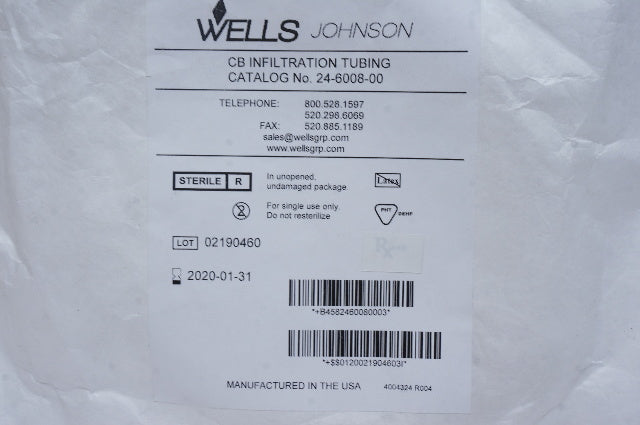 WELLS JOHNSON
CB INFILTRATION TUBING
CATALOG No. 24-6008-00
TELEPHONE: 800.528.1597
520.298.6069
FAX: 520.885.1189
sales@wellsgrp.com
www.wellsgrp.com
STERILE R
In unopened,
undamaged package.
Latex
2
For single use only.
Do not resterilize
PHT
DEHP
LOT 02190460
Rx
2020-01-31
*+B4582460080003*
*+$$0120021904603I*
MANUFACTURED IN THE USA 4004324 R004